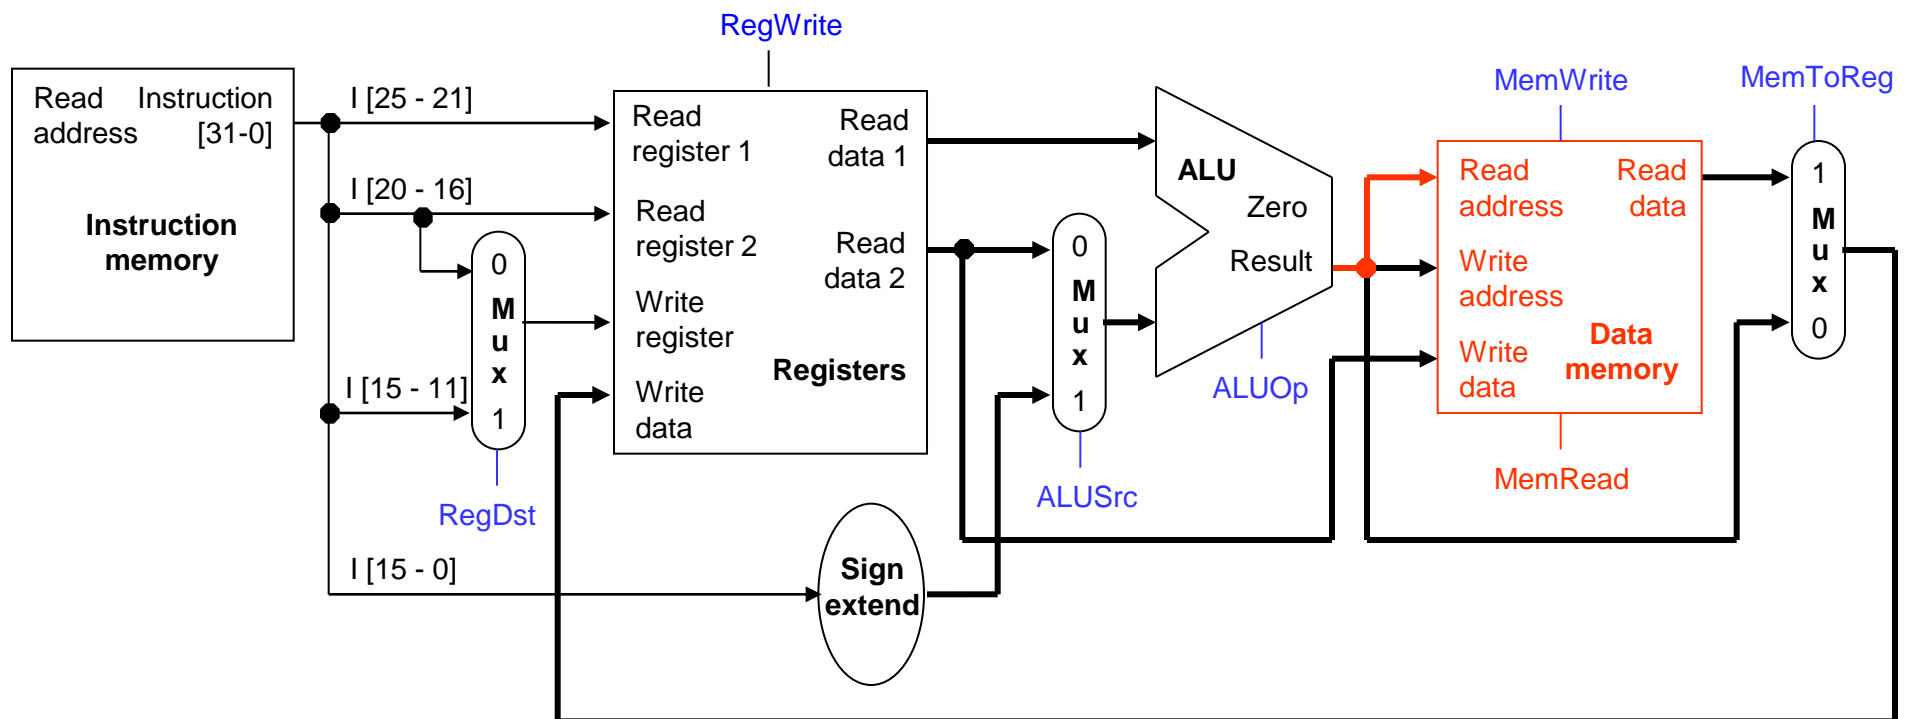 RegWrite
MemWrite
MemToReg
Read Instruction
address [31-0]
Instruction
memory
I [25 - 21]
I [20 - 16]
I [15 - 11]
I [15 - 0]
0
M
u
x
1
RegDst
Read
register 1
Read
register 2
Write
register
Write
data
Read
data 1
Read
data 2
Registers
Sign
extend
0
M
u
x
1
ALUSrc
ALU
Zero
Result
ALUOp
Read
address
Write
address
Write
data
Read
data
Data
memory
MemRead
1
M
u
x
0